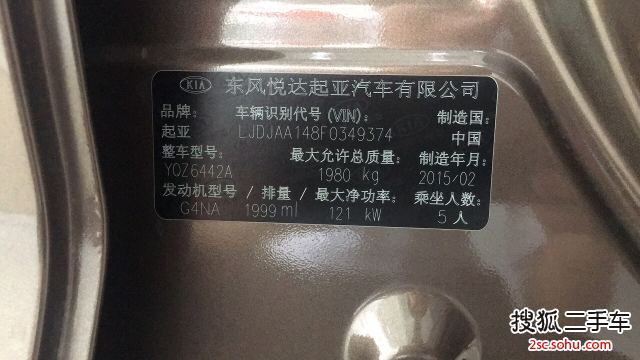 KIA 东风悦达起亚汽车有限公司
品牌: 车辆识别代号(VIN): 制造国:
起亚 LJDJAA148F0349374 中国
整车型号: 最大允许总质量: 制造年月:
YQZ6442A 1980 kg 2015/02
发动机型号 / 排量 / 最大净功率: 乘坐人数:
G4NA 1999 ml 121 kW 5人
搜狐二手车
2sc.sohu.com